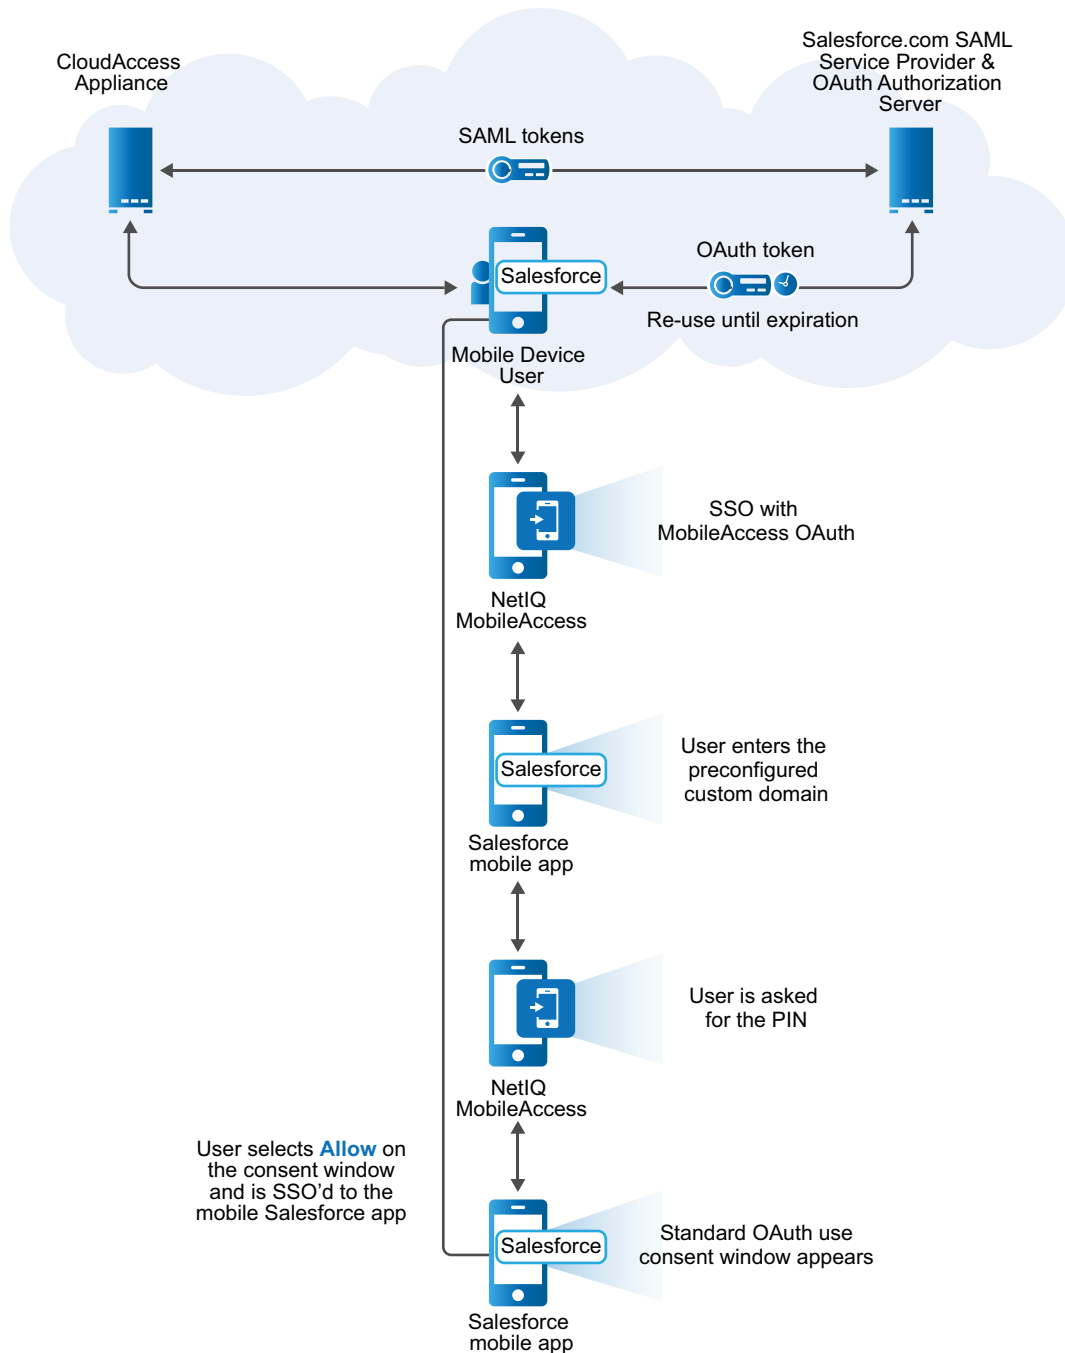 CloudAccess
Appliance
Salesforce.com SAML
Service Provider &
OAuth Authorization
Server
SAML tokens
Salesforce
OAuth token
Re-use until expiration
Mobile Device
User
SSO with
MobileAccess OAuth
NetIQ
MobileAccess
Salesforce
User enters the
preconfigured
custom domain
Salesforce
mobile app
User is asked
for the PIN
NetIQ
MobileAccess
User selects Allow on
the consent window
and is SSO’d to the
mobile Salesforce app
Salesforce
Standard OAuth use
consent window appears
Salesforce
mobile app